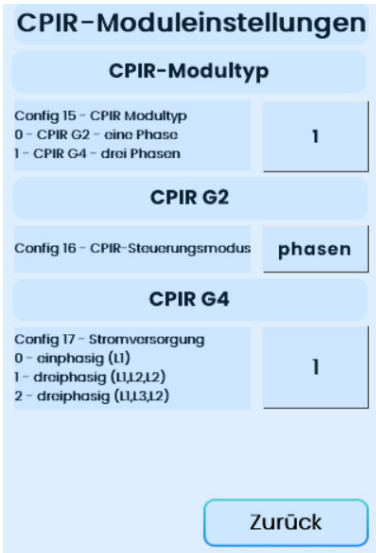 CPIR-Moduleinstellungen
CPIR-Modultyp
Config 15 - CPIR Modultyp
0 - CPIR G2 - eine Phase
1 - CPIR G4 - drei Phasen
1
CPIR G2
Config 16 - CPIR-Steuerungsmodus
phasen
CPIR G4
Config 17 - Stromversorgung
0 - einphasig (L1)
1 - dreiphasig (L1,L2,L2)
2 - dreiphasig (L1,L3,L2)
1
Zurück